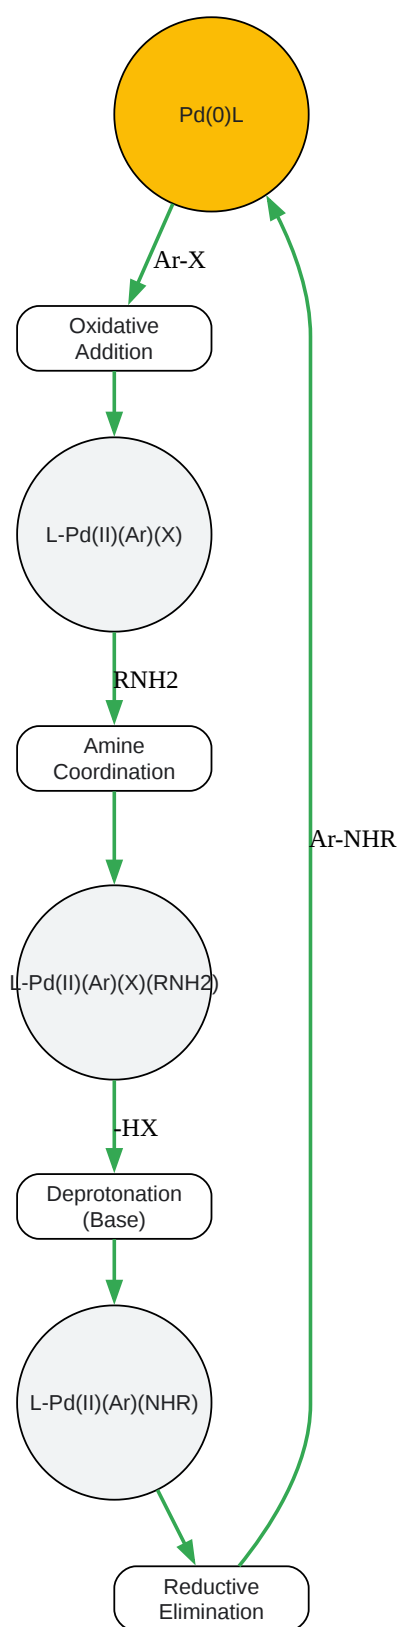 Pd(0)L
Ar-X
Oxidative
Addition
L-Pd(II)(Ar)(X)
RNH2
Amine
Coordination
Ar-NHR
L-Pd(II)(Ar)(X)(RNH2)
-HX
Deprotonation
(Base)
L-Pd(II)(Ar)(NHR)
Reductive
Elimination